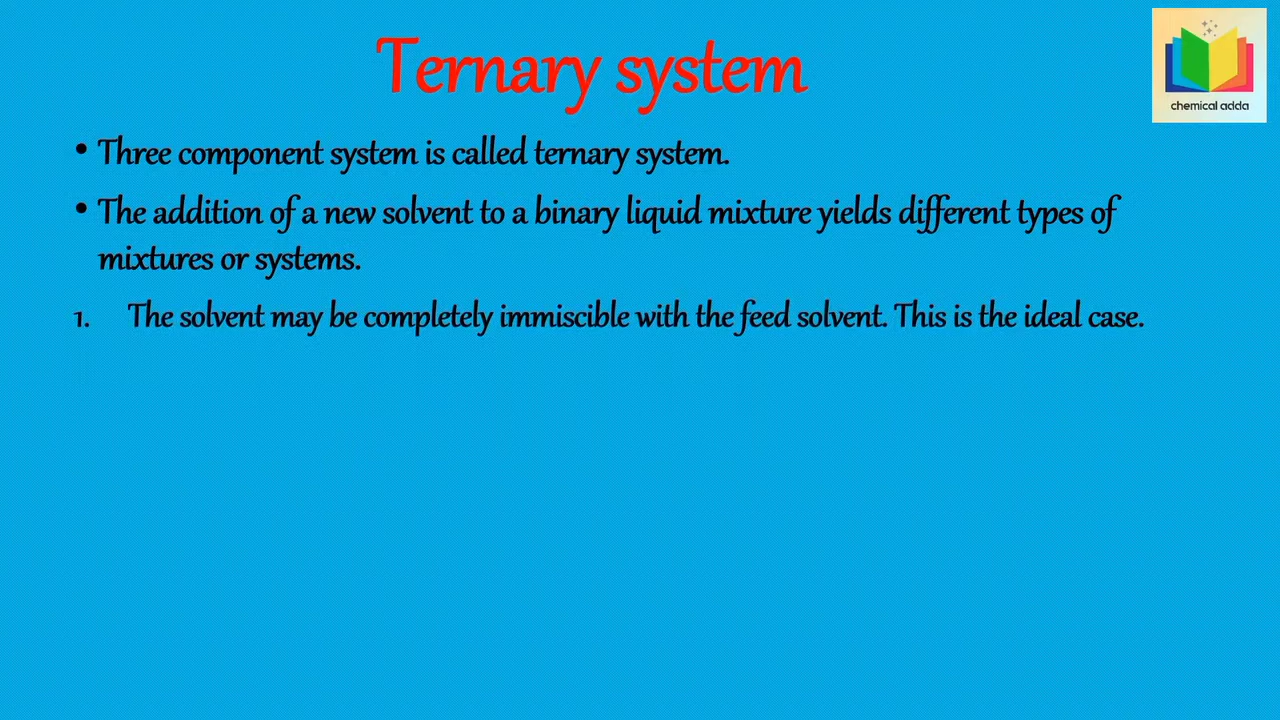 Ternary system
chemical adda
• Three component system is called ternary system.
• The addition of a new solvent to a binary liquid mixture yields different types of
mixtures or systems.
1. The solvent may be completely immiscible with the feed solvent. This is the ideal case.